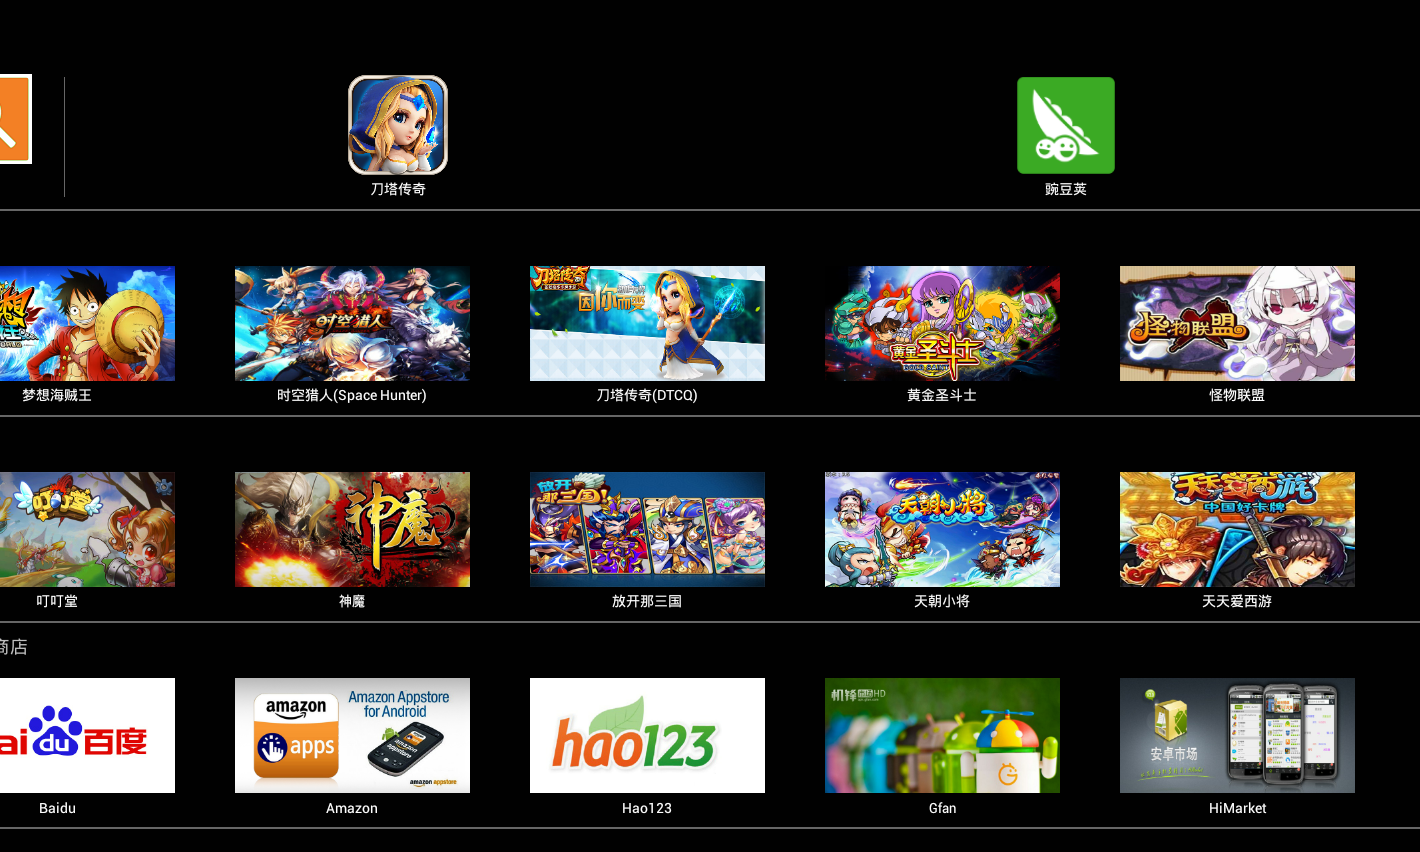 刀塔传奇
豌豆荚
时空猎人
刀塔传奇
因你而变
黄金
圣斗士
怪物联盟
梦想海贼王
时空猎人(Space Hunter)
刀塔传奇(DTCQ)
黄金圣斗士
怪物联盟
叮叮堂
神魔
放开
那三国!
天朝小将
天天爱西游
中国好卡牌
叮叮堂
神魔
放开那三国
天朝小将
天天爱西游
商店
ai du 百度
amazon
apps
Amazon Appstore
for Android
amazon appstore
hao123
机锋
HD
安卓市场
Baidu
Amazon
Hao123
Gfan
HiMarket